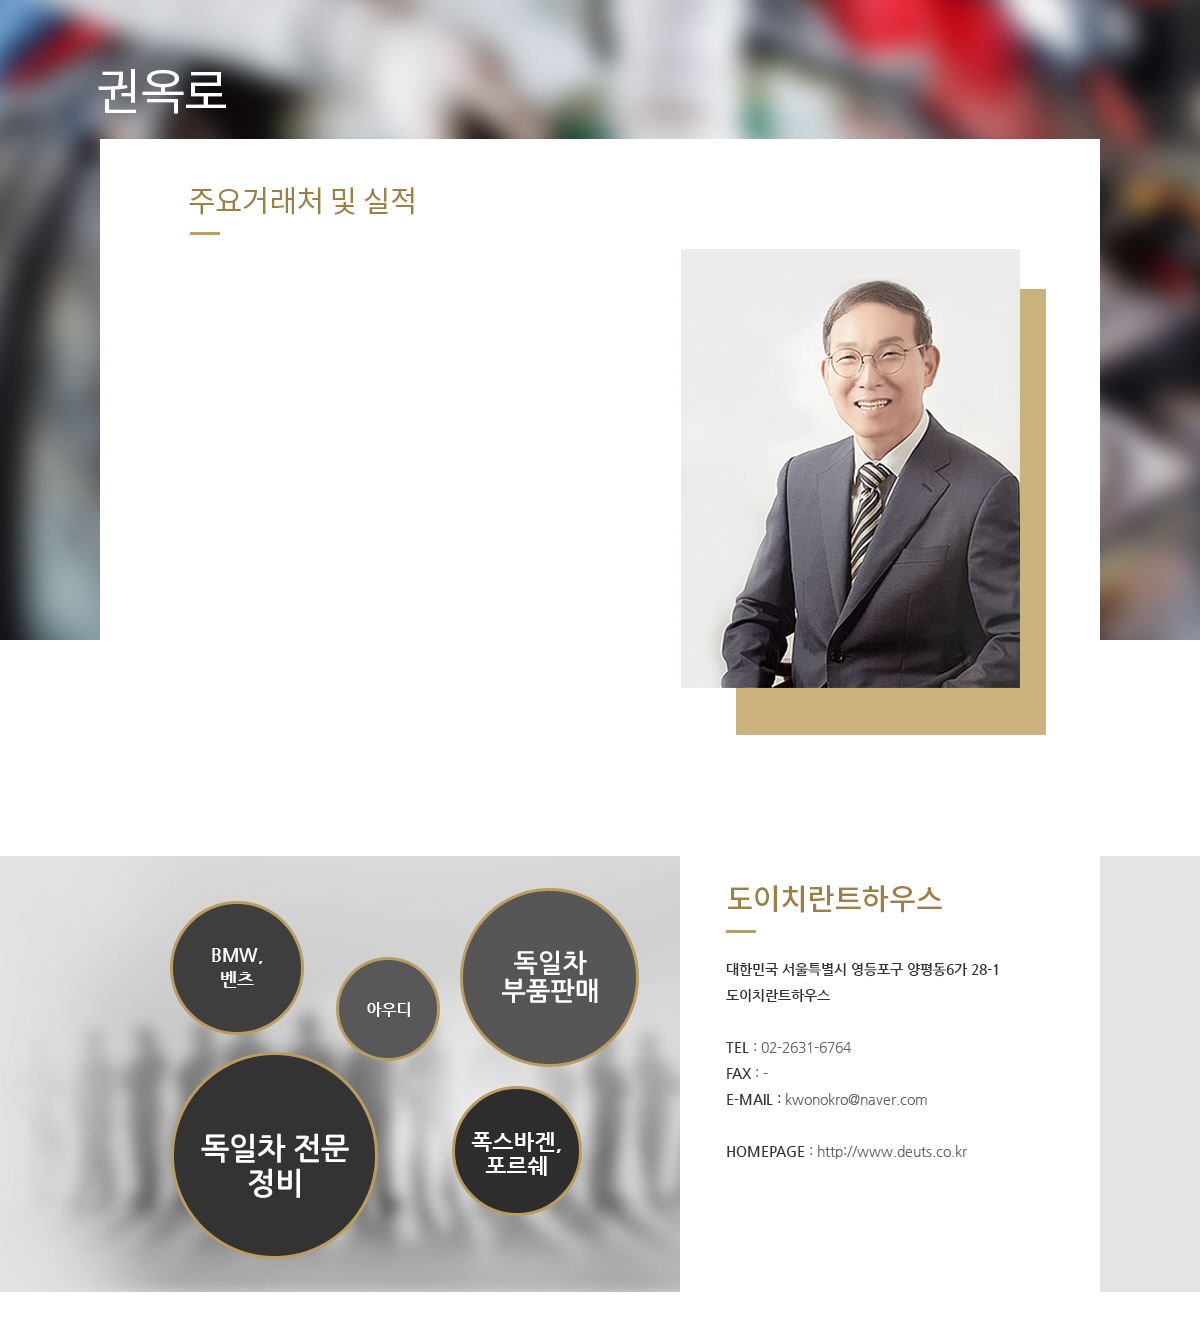 권옥로
주요거래처 및 실적
BMW,
벤츠
아우디
독일차
부품판매
독일차 전문
정비
폭스바겐,
포르쉐
도이치란트하우스
대한민국 서울특별시 영등포구 양평동6가 28-1
도이치란트하우스
TEL : 02-2631-6764
FAX : -
E-MAIL : kwonokro@naver.com
HOMEPAGE : http://www.deuts.co.kr